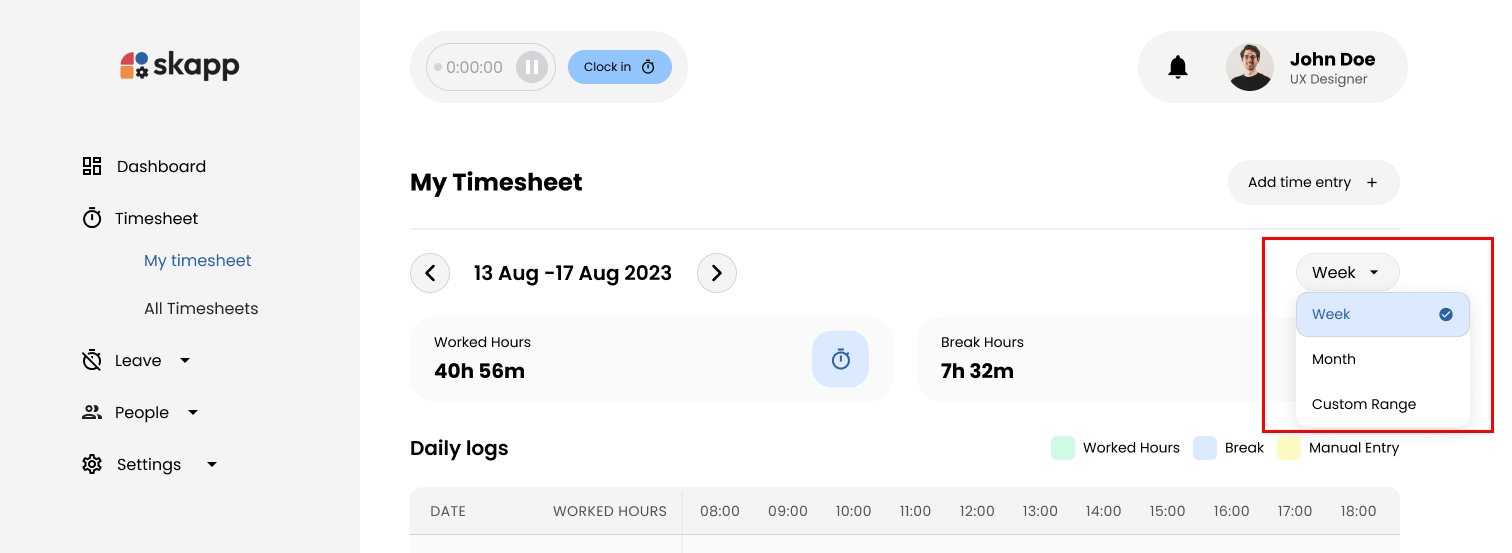 skapp
Dashboard
Timesheet
My timesheet
All Timesheets
Leave
People
Settings
0:00:00
Clock in
John Doe
UX Designer
My Timesheet
Add time entry +
13 Aug -17 Aug 2023
Week
Week
Month
Custom Range
Worked Hours
40h 56m
Break Hours
7h 32m
Daily logs
Worked Hours Break Manual Entry
DATE WORKED HOURS 08:00 09:00 10:00 11:00 12:00 13:00 14:00 15:00 16:00 17:00 18:00